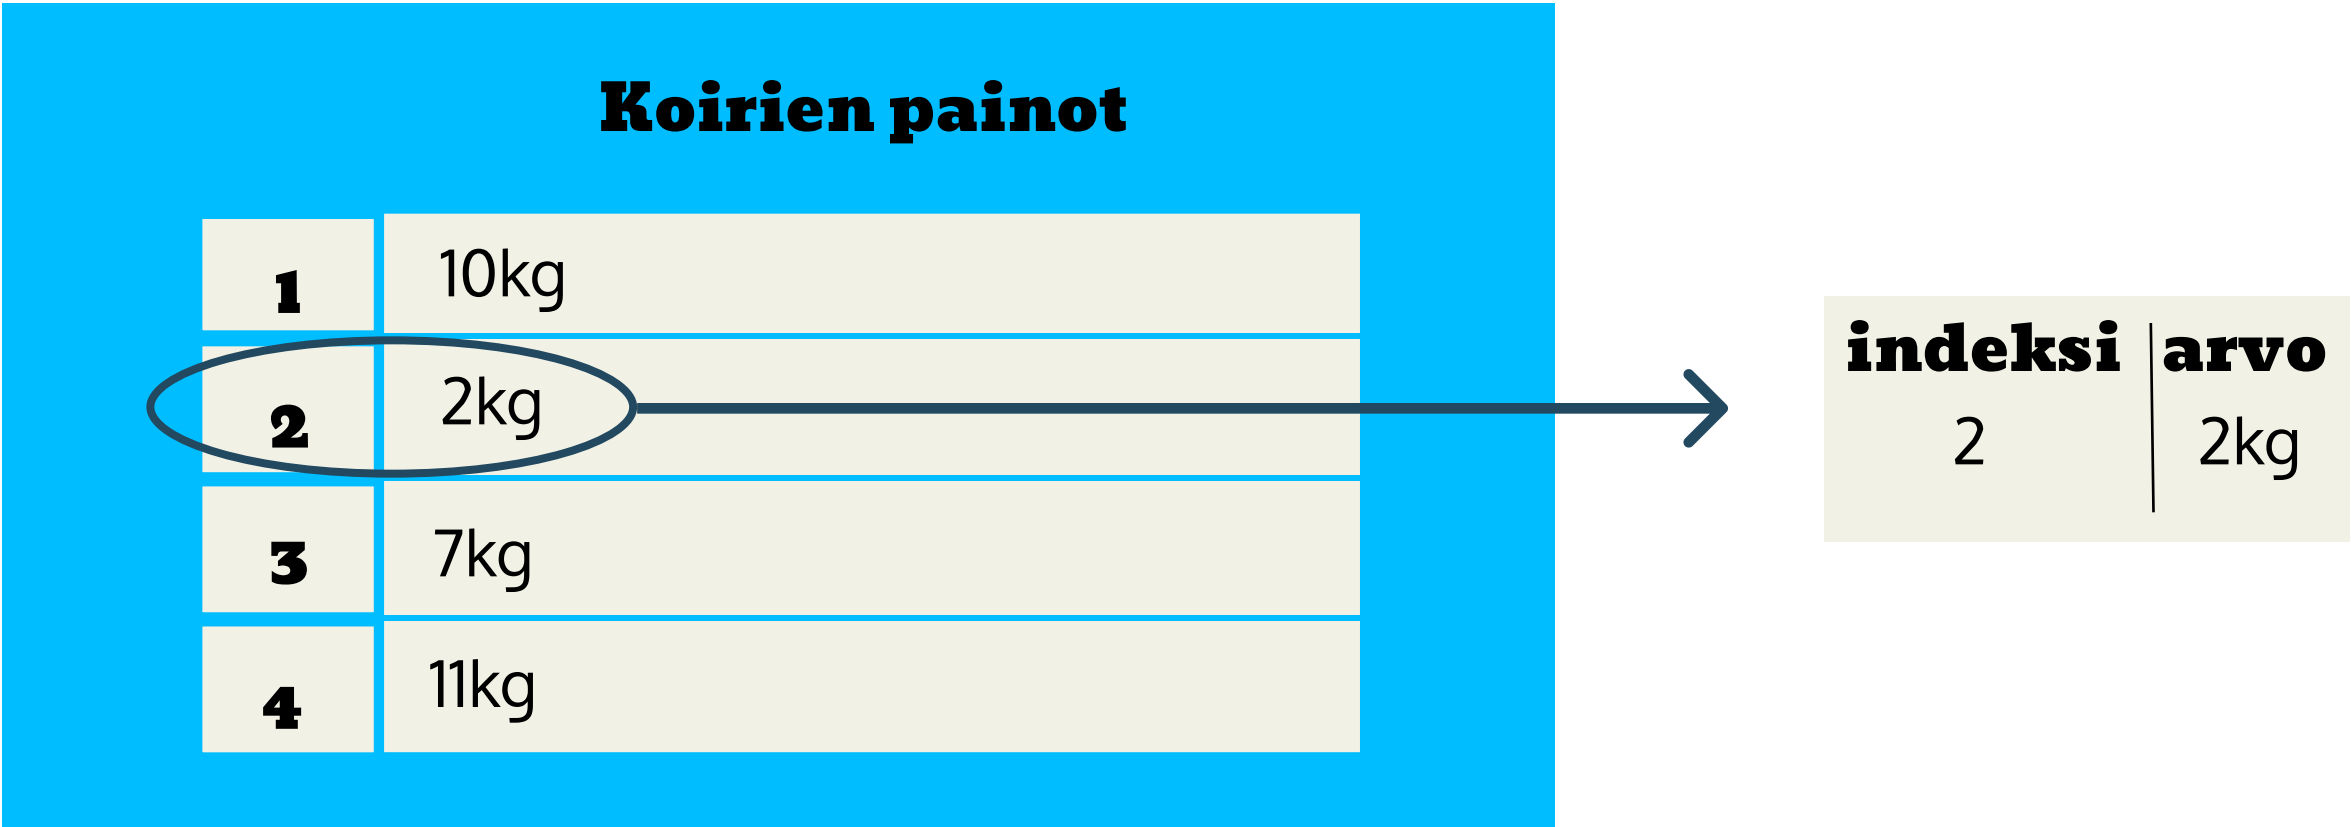 Koirien painot
1 10kg
2 2kg
3 7kg
4 11kg
indeksi arvo
2 2kg